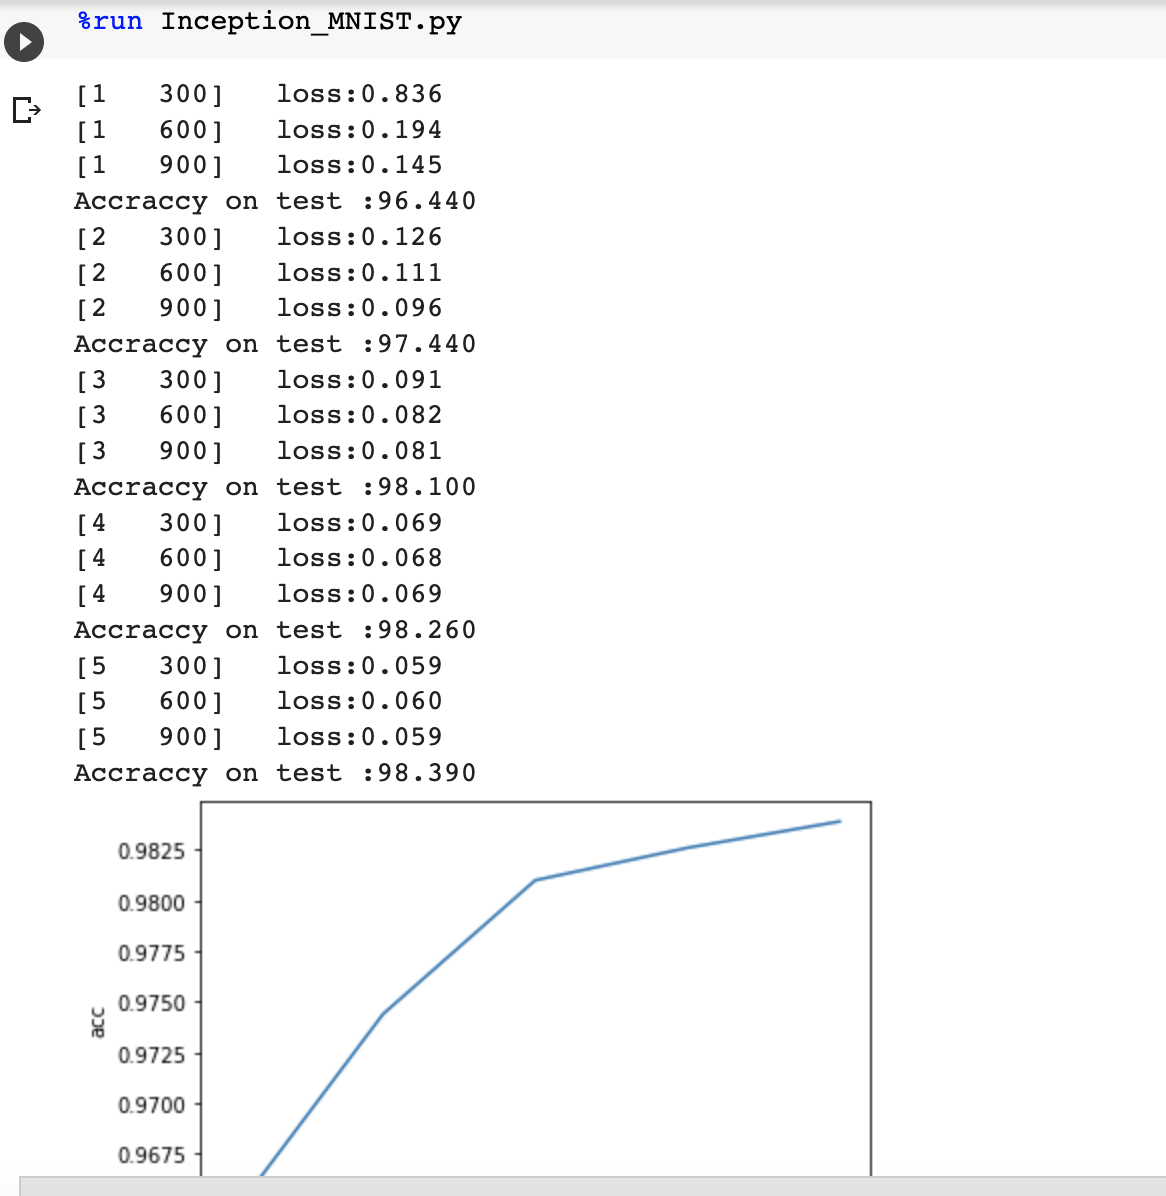 %run Inception_MNIST.py
[1   300]   loss:0.836
[1   600]   loss:0.194
[1   900]   loss:0.145
Accraccy on test :96.440
[2   300]   loss:0.126
[2   600]   loss:0.111
[2   900]   loss:0.096
Accraccy on test :97.440
[3   300]   loss:0.091
[3   600]   loss:0.082
[3   900]   loss:0.081
Accraccy on test :98.100
[4   300]   loss:0.069
[4   600]   loss:0.068
[4   900]   loss:0.069
Accraccy on test :98.260
[5   300]   loss:0.059
[5   600]   loss:0.060
[5   900]   loss:0.059
Accraccy on test :98.390
0.9825
0.9800
0.9775
0.9750
acc
0.9725
0.9700
0.9675